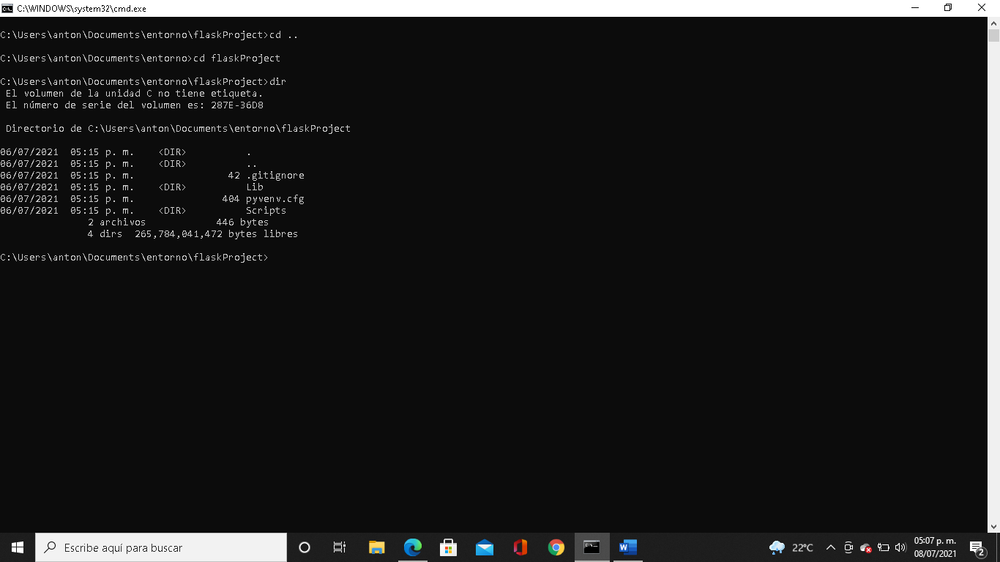 C:\WINDOWS\system32\cmd.exe
C:\Users\anton\Documents\entorno\flaskProject>cd ..
C:\Users\anton\Documents\entorno>cd flaskProject
C:\Users\anton\Documents\entorno\flaskProject>dir
El volumen de la unidad C no tiene etiqueta.
El número de serie del volumen es: 287E-36D8
Directorio de C:\Users\anton\Documents\entorno\flaskProject
06/07/2021  05:15 p. m.    <DIR>          .
06/07/2021  05:15 p. m.    <DIR>          ..
06/07/2021  05:15 p. m.                42 .gitignore
06/07/2021  05:15 p. m.    <DIR>          Lib
06/07/2021  05:15 p. m.               404 pyvenv.cfg
06/07/2021  05:15 p. m.    <DIR>          Scripts
2 archivos            446 bytes
4 dirs  265,784,041,472 bytes libres
C:\Users\anton\Documents\entorno\flaskProject>
Escribe aquí para buscar
22°C
05:07 p. m.
08/07/2021
2